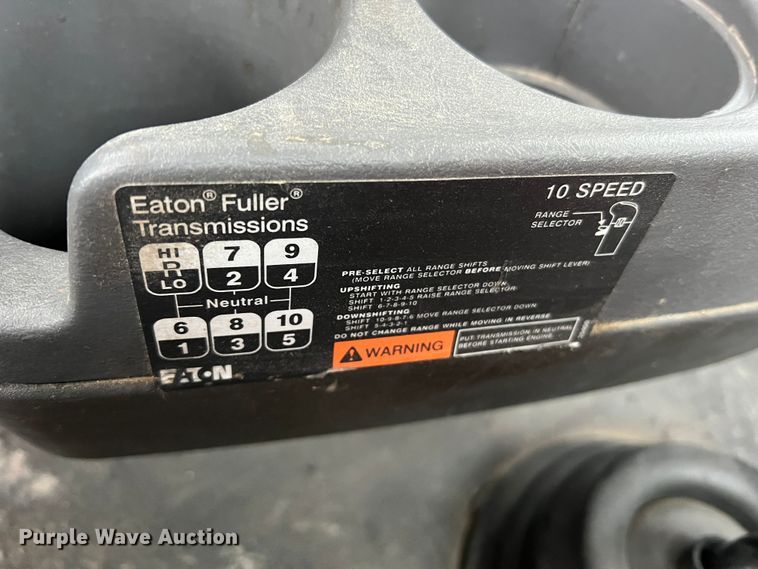 Eaton® Fuller®
Transmissions
10 SPEED
RANGE
SELECTOR
HI 7 9
R
LO 2 4
Neutral
6 8 10
1 3 5
EATON
PRE-SELECT ALL RANGE SHIFTS
(MOVE RANGE SELECTOR BEFORE MOVING SHIFT LEVER)
UPSHIFTING
START WITH RANGE SELECTOR DOWN
SHIFT 1-2-3-4-5 RAISE RANGE SELECTOR
SHIFT 6-7-8-9-10
DOWNSHIFTING
SHIFT 10-9-8-7-6 MOVE RANGE SELECTOR DOWN
SHIFT 5-4-3-2-1
DO NOT CHANGE RANGE WHILE MOVING IN REVERSE
WARNING
PUT TRANSMISSION IN NEUTRAL
BEFORE STARTING ENGINE
Purple Wave Auction